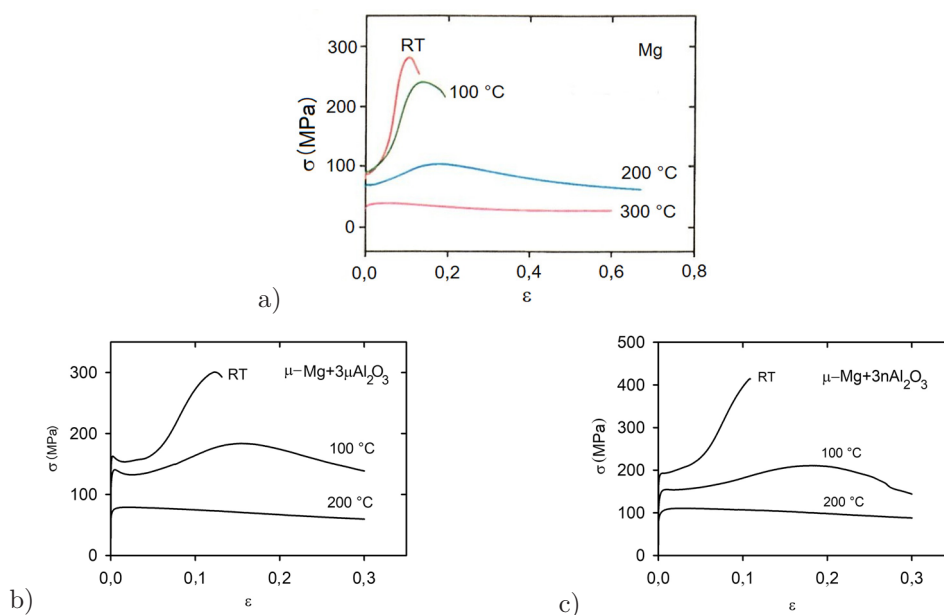 σ (MPa)
300
200
100
0
RT
100 °C
Mg
200 °C
300 °C
0,0 0,2 0,4 0,6 0,8
ε
a)
σ (MPa)
300
200
100
0
RT
μ−Mg+3μAl₂O₃
100 °C
200 °C
0,0 0,1 0,2 0,3
ε
b)
σ (MPa)
500
400
300
200
100
0
RT
μ−Mg+3nAl₂O₃
100 °C
200 °C
0,0 0,1 0,2 0,3
ε
c)